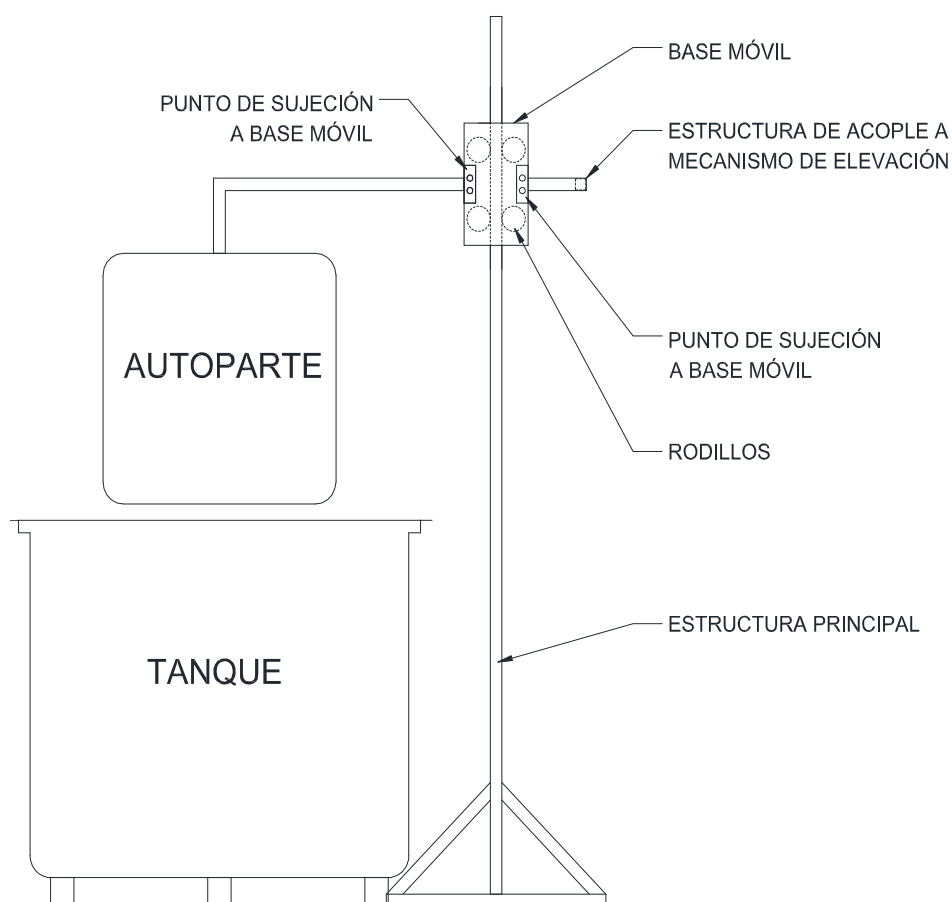 BASE MÓVIL
PUNTO DE SUJECIÓN
A BASE MÓVIL
ESTRUCTURA DE ACOPLE A
MECANISMO DE ELEVACIÓN
PUNTO DE SUJECIÓN
A BASE MÓVIL
AUTOPARTE
RODILLOS
ESTRUCTURA PRINCIPAL
TANQUE